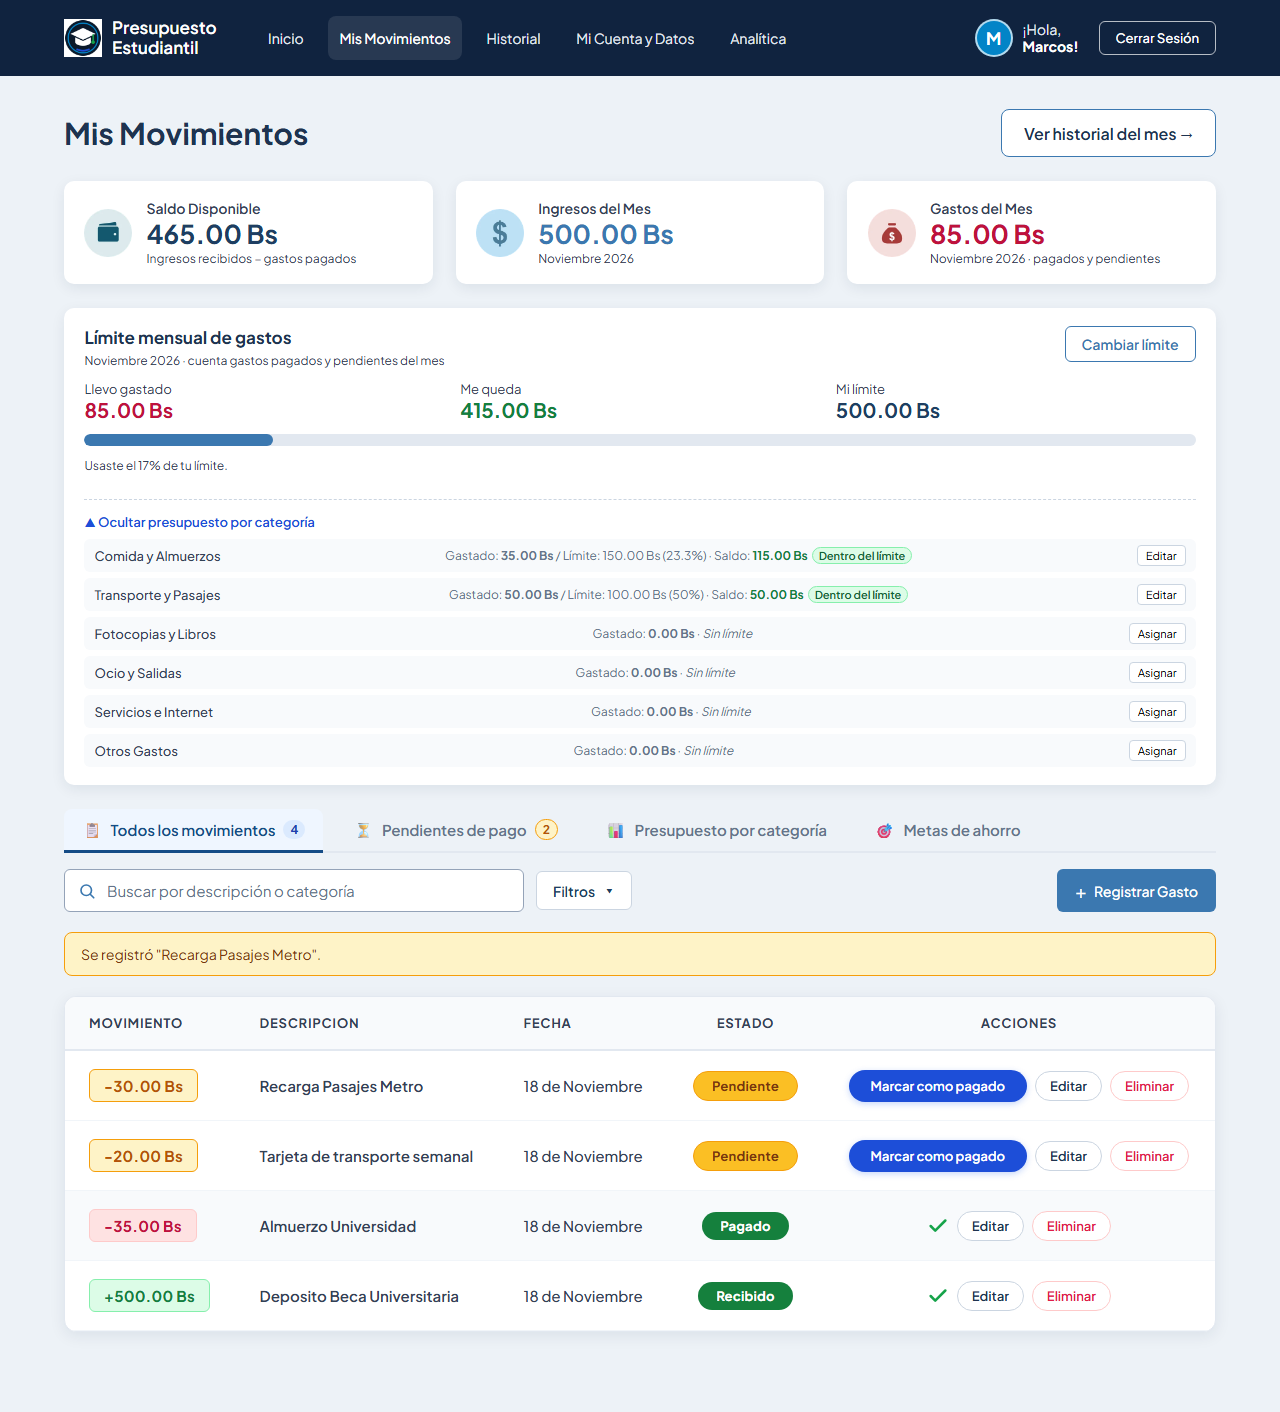 Presupuesto
Estudiantil
Inicio
Mis Movimientos
Historial
Mi Cuenta y Datos
Analítica
M
¡Hola,
Marcos!
Cerrar Sesión
Mis Movimientos
Ver historial del mes →
Saldo Disponible
465.00 Bs
Ingresos recibidos – gastos pagados
$
Ingresos del Mes
500.00 Bs
Noviembre 2026
$
Gastos del Mes
85.00 Bs
Noviembre 2026 · pagados y pendientes
Límite mensual de gastos
Noviembre 2026 · cuenta gastos pagados y pendientes del mes
Cambiar límite
Llevo gastado
85.00 Bs
Me queda
415.00 Bs
Mi límite
500.00 Bs
Usaste el 17% de tu límite.
▲ Ocultar presupuesto por categoría
Comida y Almuerzos
Gastado: 35.00 Bs / Límite: 150.00 Bs (23.3%) · Saldo: 115.00 Bs Dentro del límite
Editar
Transporte y Pasajes
Gastado: 50.00 Bs / Límite: 100.00 Bs (50%) · Saldo: 50.00 Bs Dentro del límite
Editar
Fotocopias y Libros
Gastado: 0.00 Bs · Sin límite
Asignar
Ocio y Salidas
Gastado: 0.00 Bs · Sin límite
Asignar
Servicios e Internet
Gastado: 0.00 Bs · Sin límite
Asignar
Otros Gastos
Gastado: 0.00 Bs · Sin límite
Asignar
Todos los movimientos 4
Pendientes de pago 2
Presupuesto por categoría
Metas de ahorro
Buscar por descripción o categoría
Filtros ▼
+ Registrar Gasto
Se registró "Recarga Pasajes Metro".
MOVIMIENTO
DESCRIPCION
FECHA
ESTADO
ACCIONES
-30.00 Bs
Recarga Pasajes Metro
18 de Noviembre
Pendiente
Marcar como pagado
Editar
Eliminar
-20.00 Bs
Tarjeta de transporte semanal
18 de Noviembre
Pendiente
Marcar como pagado
Editar
Eliminar
-35.00 Bs
Almuerzo Universidad
18 de Noviembre
Pagado
Editar
Eliminar
+500.00 Bs
Deposito Beca Universitaria
18 de Noviembre
Recibido
Editar
Eliminar